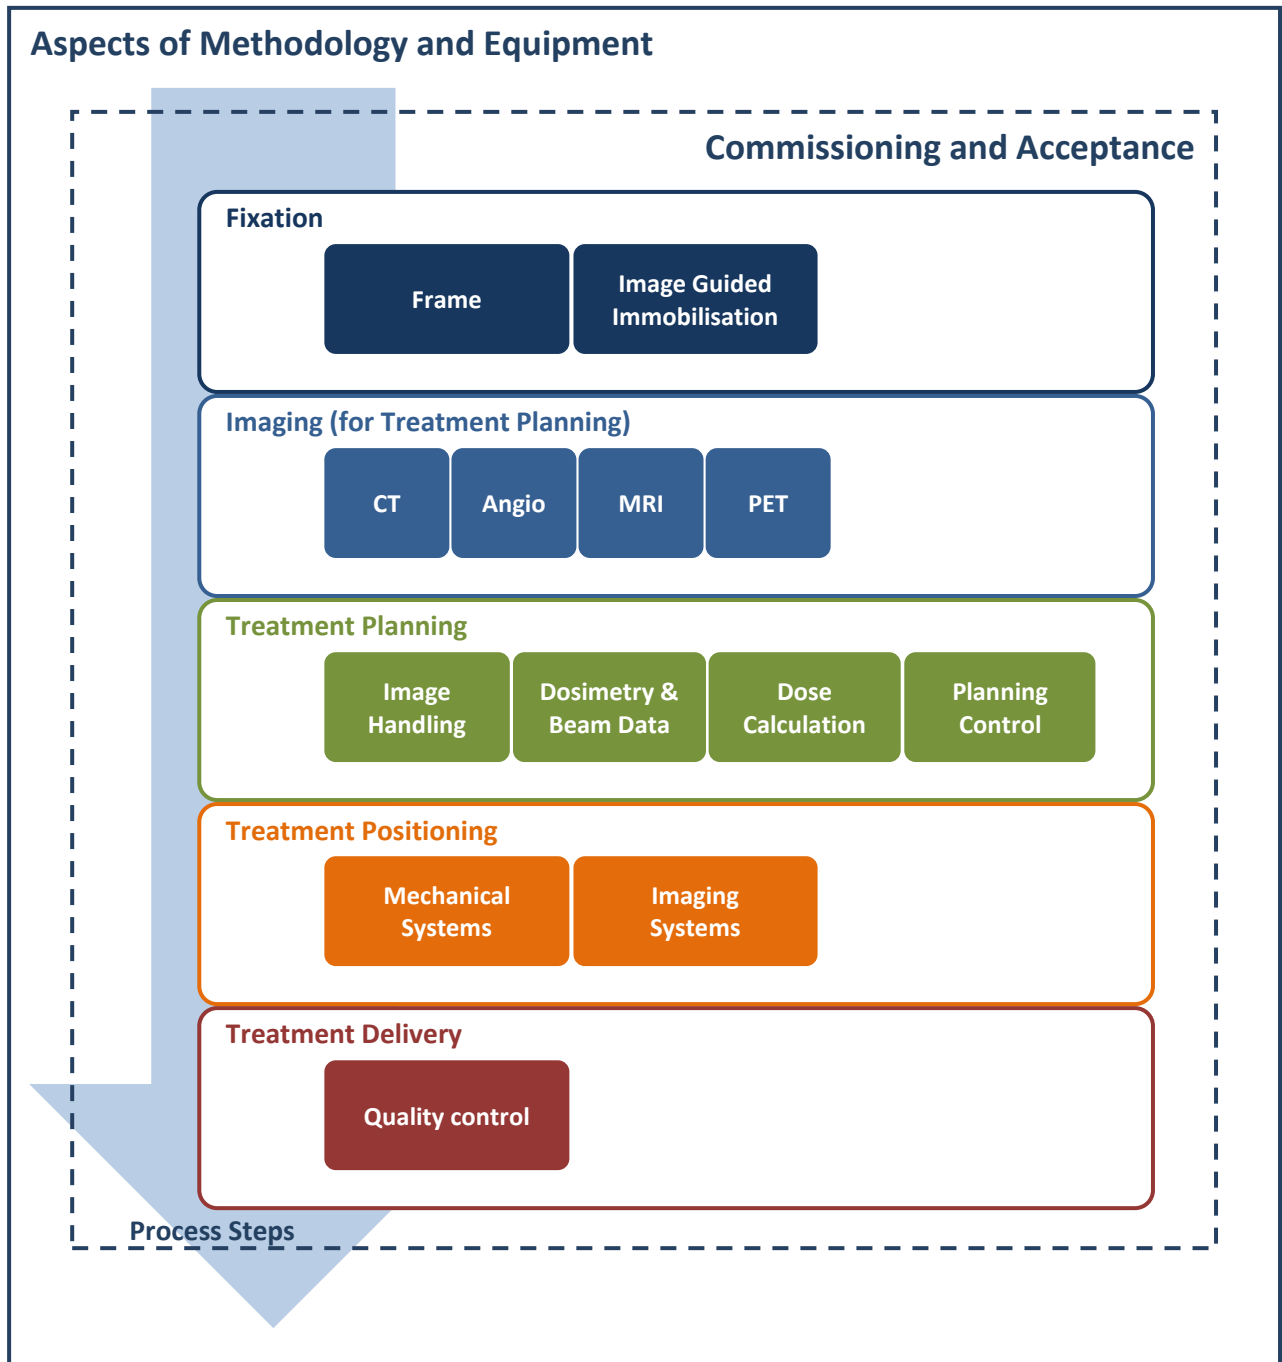 Aspects of Methodology and Equipment
Commissioning and Acceptance
Fixation
Frame
Image Guided
Immobilisation
Imaging (for Treatment Planning)
CT
Angio
MRI
PET
Treatment Planning
Image
Handling
Dosimetry &
Beam Data
Dose
Calculation
Planning
Control
Treatment Positioning
Mechanical
Systems
Imaging
Systems
Treatment Delivery
Quality control
Process Steps